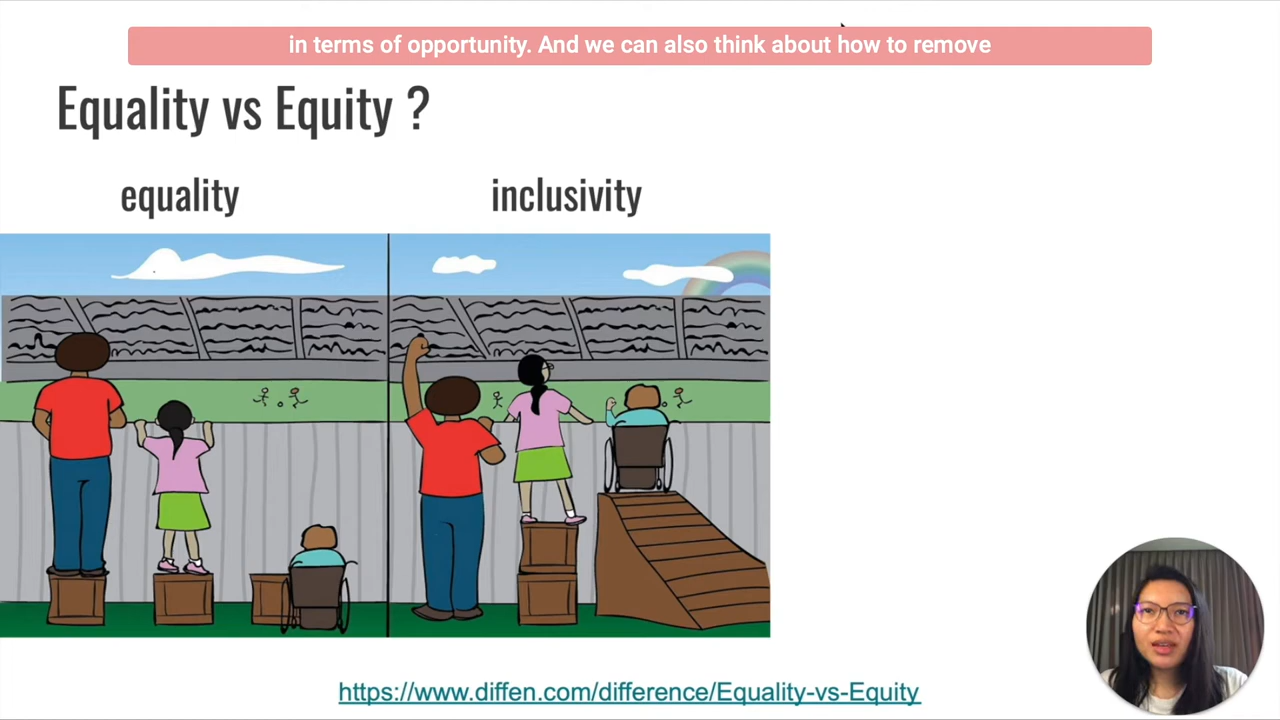 in terms of opportunity. And we can also think about how to remove
Equality vs Equity ?
equality
inclusivity
https://www.diffen.com/difference/Equality-vs-Equity